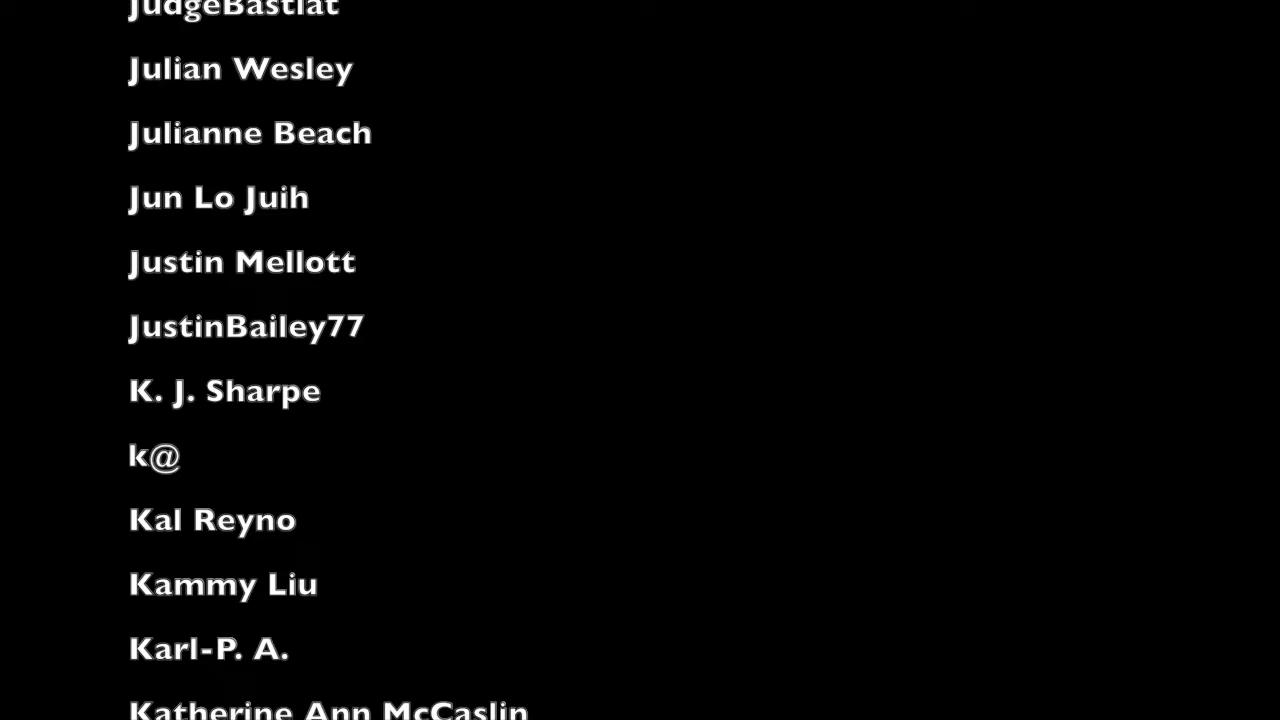 JudgeBastiat
Julian Wesley
Julianne Beach
Jun Lo Juih
Justin Mellott
JustinBailey77
K. J. Sharpe
k@
Kal Reyno
Kammy Liu
Karl-P. A.
Katherine Ann McCaslin